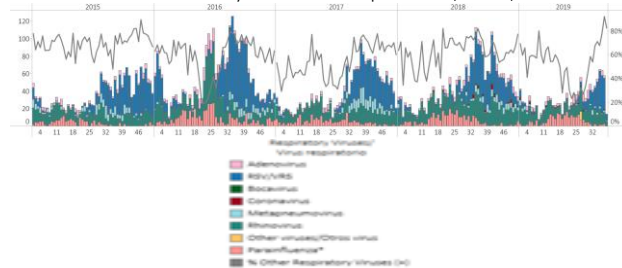 2015 2016 2017 2018 2019
120
100
80
60
40
20
0
80%
60%
40%
20%
0%
4 11 18 25 32 39 46 4 11 18 25 32 39 46 4 11 18 25 32 39 46 4 11 18 25 32 39 46 4 11 18 25 32
Respiratory Viruses/
Virus respiratorio
Adenovirus
RSV/VRS
Bocavirus
Coronavirus
Metapneumovirus
Rhinovirus
Other viruses/Otros virus
Parainfluenza*
% Other Respiratory Viruses (+)